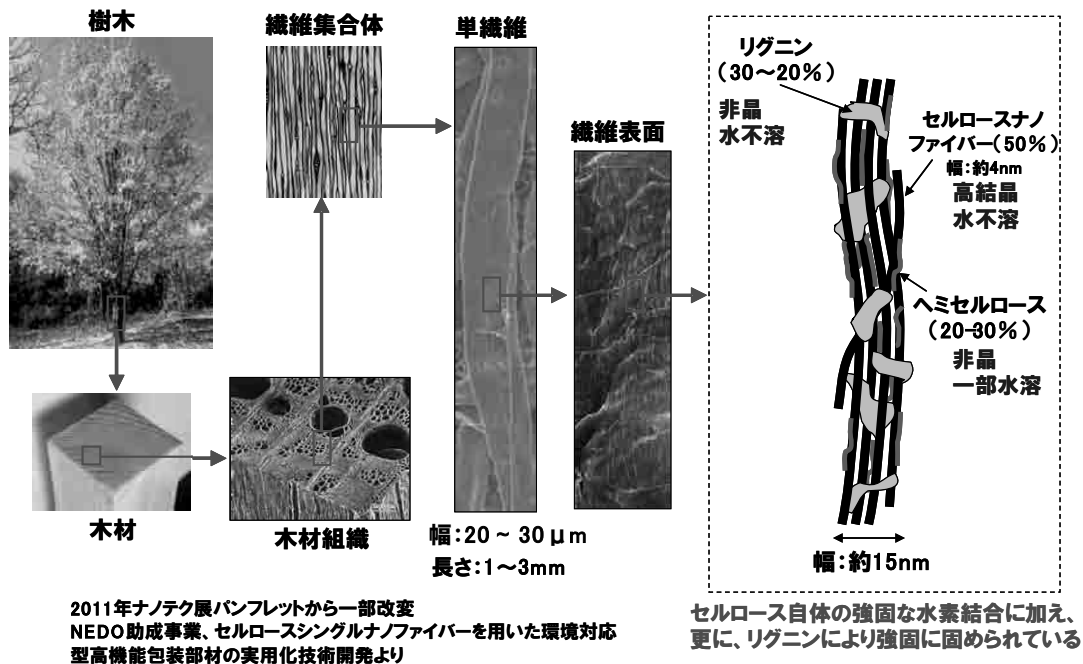 樹木
繊維集合体
単繊維
繊維表面
木材
木材組織
幅:20 ~ 30 μm
長さ:1~3mm
リグニン
(30~20%)
非晶
水不溶
セルロースナノ
ファイバー(50%)
幅:約4nm
高結晶
水不溶
ヘミセルロース
(20-30%)
非晶
一部水溶
幅:約15nm
2011年ナノテク展パンフレットから一部改変
NEDO助成事業、セルロースシングルナノファイバーを用いた環境対応
型高機能包装部材の実用化技術開発より
セルロース自体の強固な水素結合に加え、
更に、リグニンにより強固に固められている